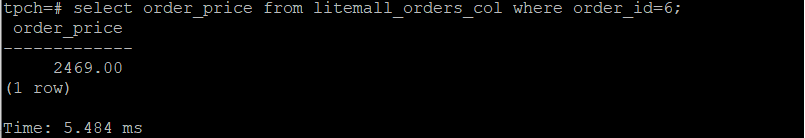 tpch=# select order_price from litemall_orders_col where order_id=6;
order_price
-------------
2469.00
(1 row)
Time: 5.484 ms